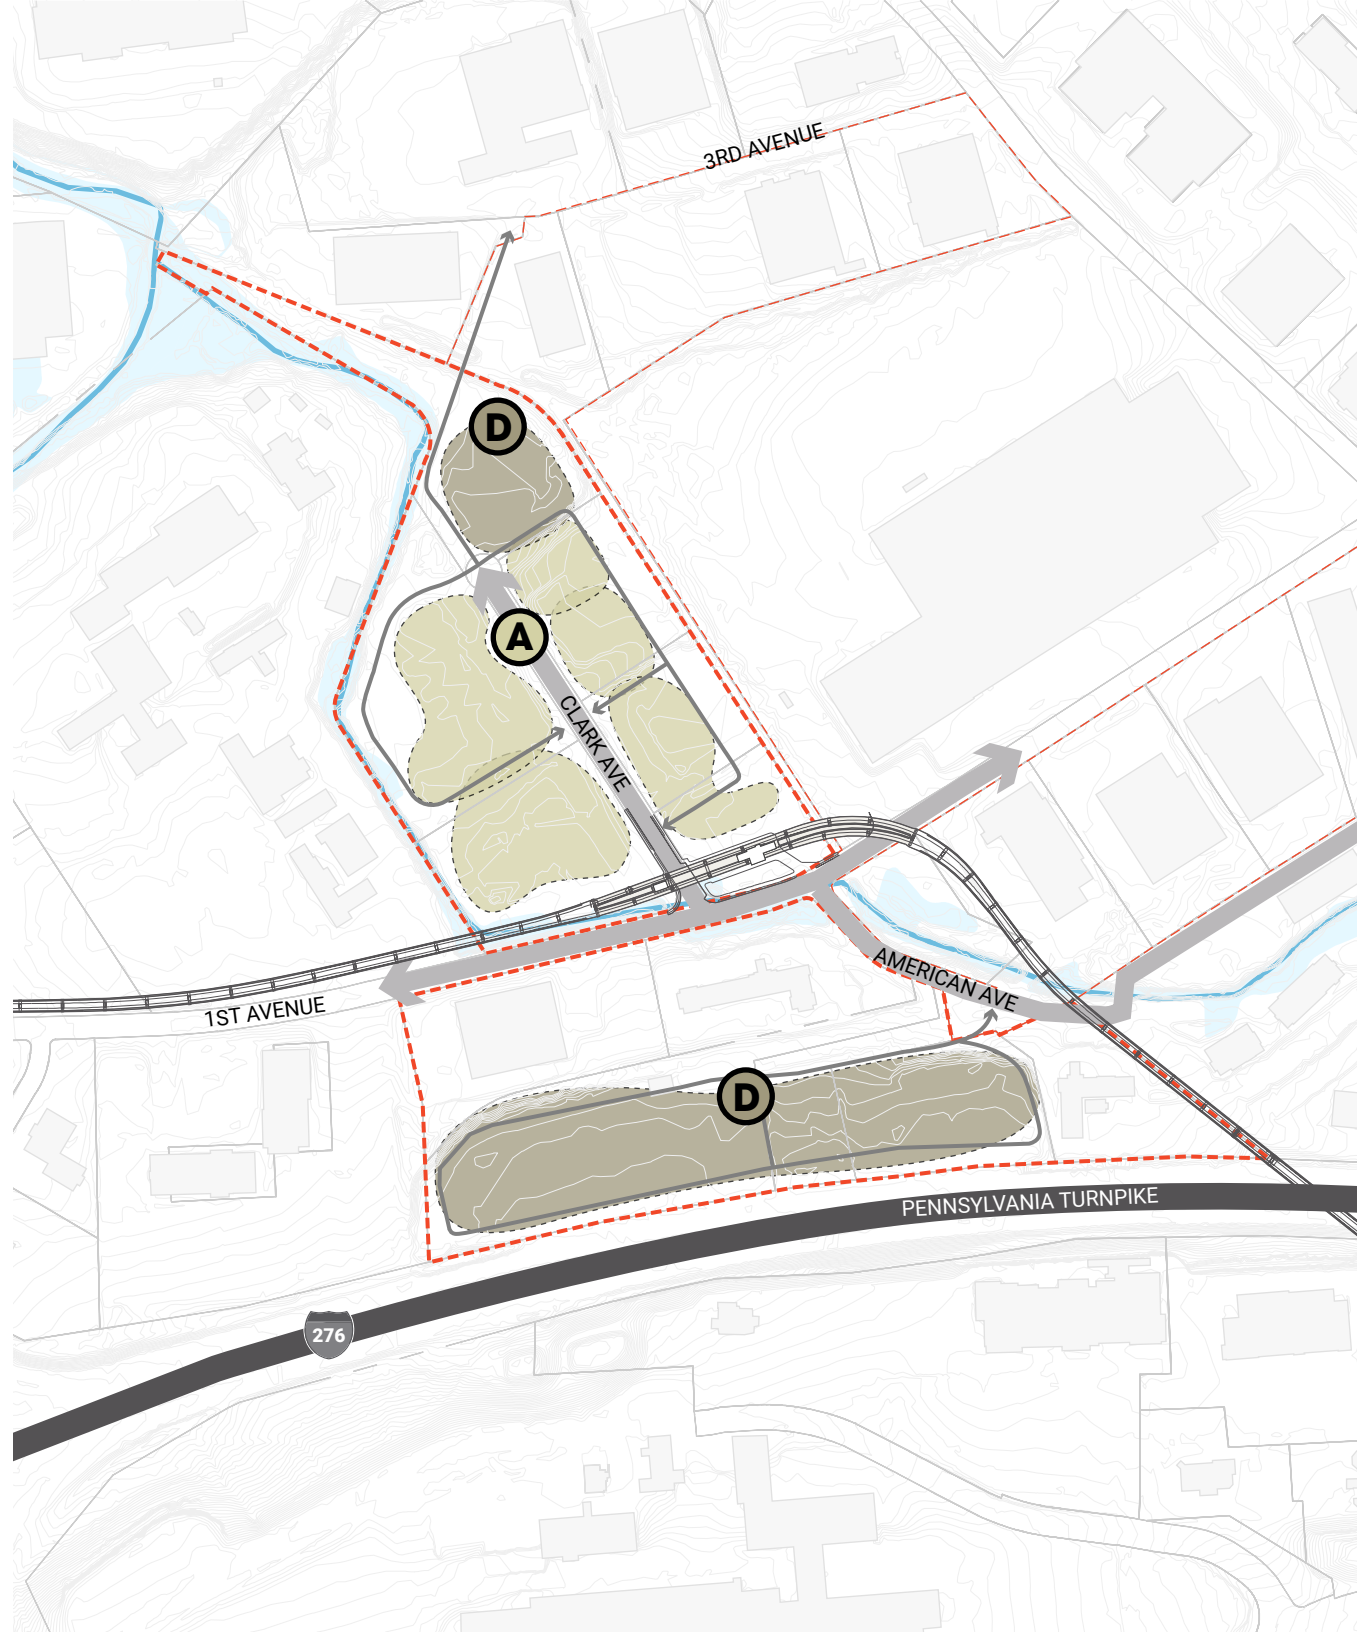 3RD AVENUE
D
A
CLARK AVE
AMERICAN AVE
1ST AVENUE
D
PENNSYLVANIA TURNPIKE
276